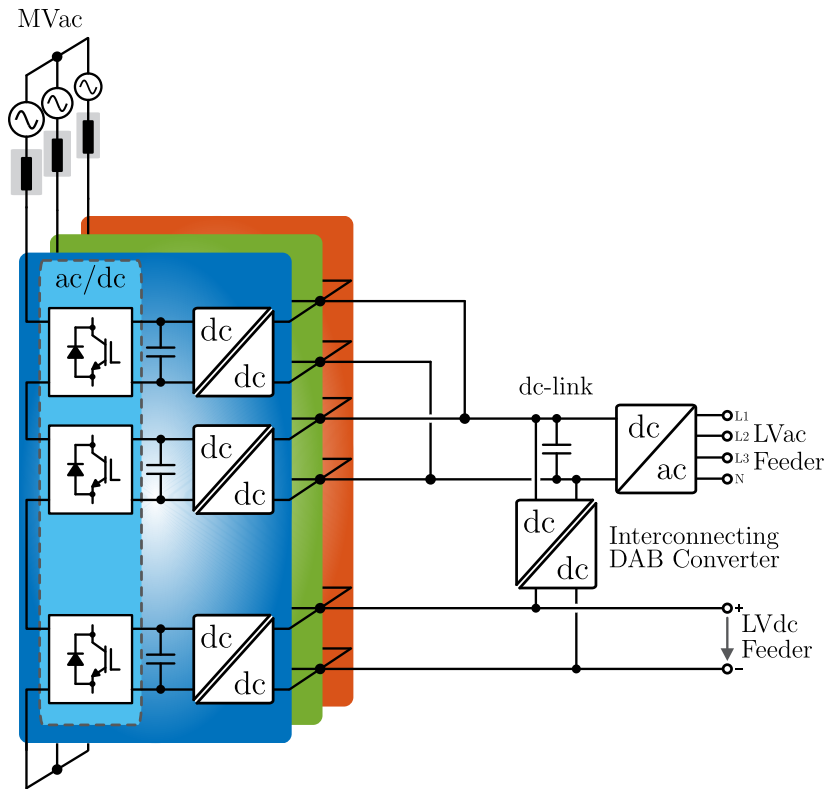 MVac
ac/dc
dc
dc
dc
dc
dc
dc
dc-link
dc
ac
L1
L2
L3
N
LVac
Feeder
dc
dc
Interconnecting
DAB Converter
+
LVdc
Feeder
-